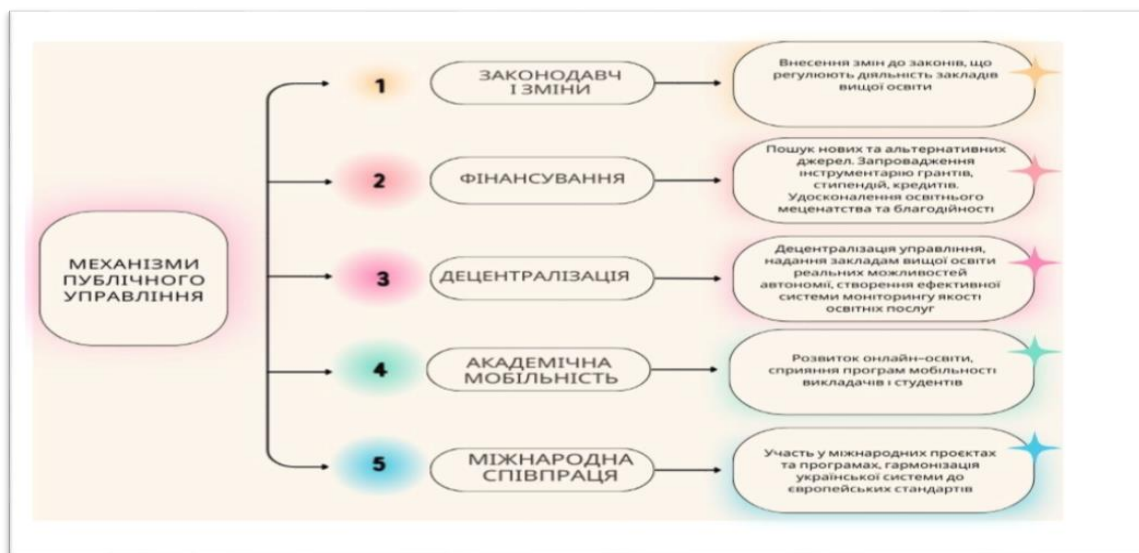 МЕХАНІЗМИ
ПУБЛІЧНОГО
УПРАВЛІННЯ
1
ЗАКОНОДАВЧ
І ЗМІНИ
Внесення змін до законів, що
регулюють діяльність закладів
вищої освіти
2
ФІНАНСУВАННЯ
Пошук нових та альтернативних
джерел. Запровадження
інструментарію грантів,
стипендій, кредитів.
Удосконалення освітнього
меценатства та благодійності
3
ДЕЦЕНТРАЛІЗАЦІЯ
Децентралізація управління,
надання закладам вищої освіти
реальних можливостей
автономії, створення ефективної
системи моніторингу якості
освітніх послуг
4
АКАДЕМІЧНА
МОБІЛЬНІСТЬ
Розвиток онлайн-освіти,
сприяння програм мобільності
викладачів і студентів
5
МІЖНАРОДНА
СПІВПРАЦЯ
Участь у міжнародних проєктах
та програмах, гармонізація
української системи до
європейських стандартів